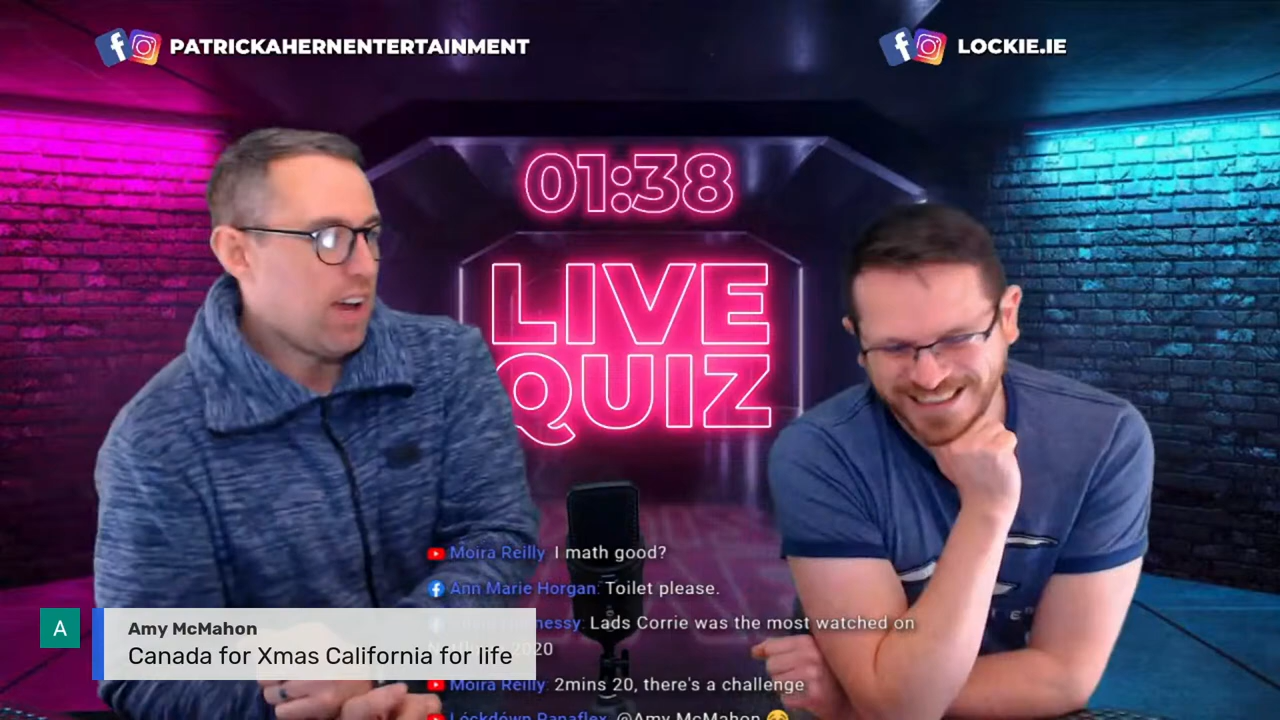 PATRICKAHERNENTERTAINMENT
LOCKIE.IE
01:38
LIVE
QUIZ
Moira Reilly I math good?
Ann Marie Horgan: Toilet please.
Lads Corrie was the most watched on
2020
A
Amy McMahon
Canada for Xmas California for life
Moira Reilly: 2mins 20, there's a challenge
Lockdown Panaflex @Amy McMahon 😂